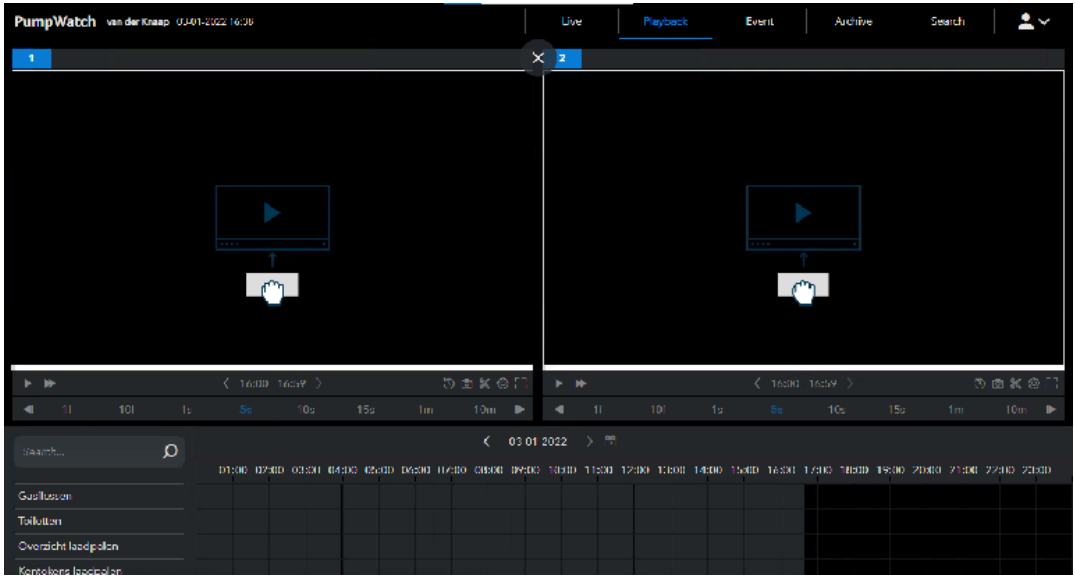 PumpWatch van der Knaap 03-01-2022 16:38
Live Playback Event Archive Search
1
2
16:00 16:59
16:00 16:59
1f 10f 1s 5s 10s 15s 1m 10m
1f 10f 1s 5s 10s 15s 1m 10m
03 01 2022
Search...
01:00 02:00 03:00 04:00 05:00 06:00 07:00 08:00 09:00 10:00 11:00 12:00 13:00 14:00 15:00 16:00 17:00 18:00 19:00 20:00 21:00 22:00 23:00
Gasflessen
Toiletten
Overzicht laadpalen
Kentekens laadpalen